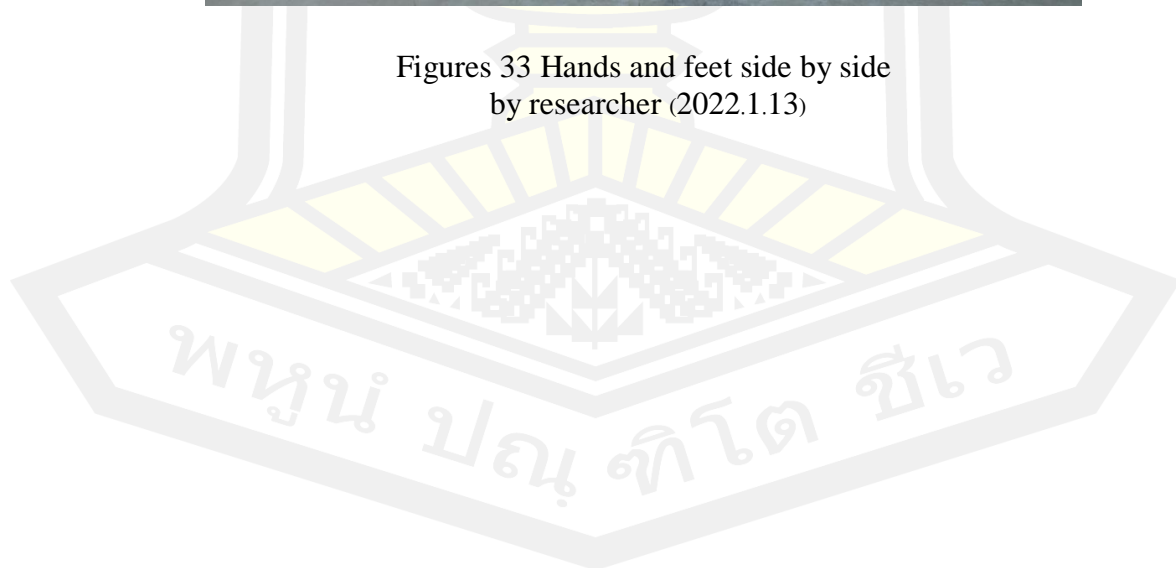 Figures 33 Hands and feet side by side
by researcher (2022.1.13)
พหูนํ ปณฺ ฑิโต ชีเว